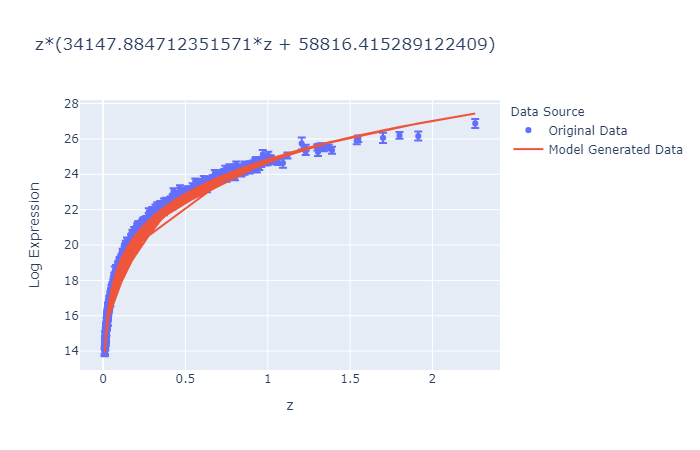 z*(34147.884712351571*z + 58816.415289122409)
Data Source
Original Data
Model Generated Data
28
26
24
22
20
18
16
14
Log Expression
0
0.5
1
1.5
2
z